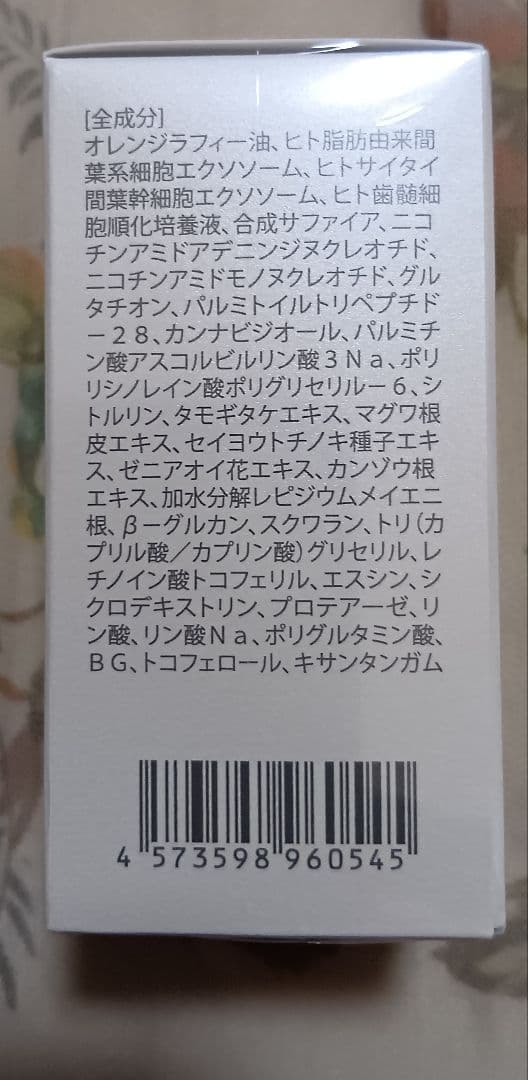 [全成分]
オレンジラフィー油、ヒト脂肪由来間
葉系細胞エクソソーム、ヒトサイタイ
間葉幹細胞エクソソーム、ヒト歯髄細
胞順化培養液、合成サファイア、ニコ
チンアミドアデニンジヌクレオチド、
ニコチンアミドモノヌクレオチド、グル
タチオン、パルミトイルトリペプチド
－２８、カンナビジオール、パルミチ
ン酸アスコルビルリン酸３Ｎａ、ポリ
リシノレイン酸ポリグリセリル－６、シ
トルリン、タモギタケエキス、マグワ根
皮エキス、セイヨウトチノキ種子エキ
ス、ゼニアオイ花エキス、カンゾウ根
エキス、加水分解レピジウムメイエニ
根、β－グルカン、スクワラン、トリ（カ
プリル酸／カプリン酸）グリセリル、レ
チノイン酸トコフェリル、エスシン、シ
クロデキストリン、プロテアーゼ、リ
ン酸、リン酸Ｎａ、ポリグルタミン酸、
ＢＧ、トコフェロール、キサンタンガム
4 573598 960545